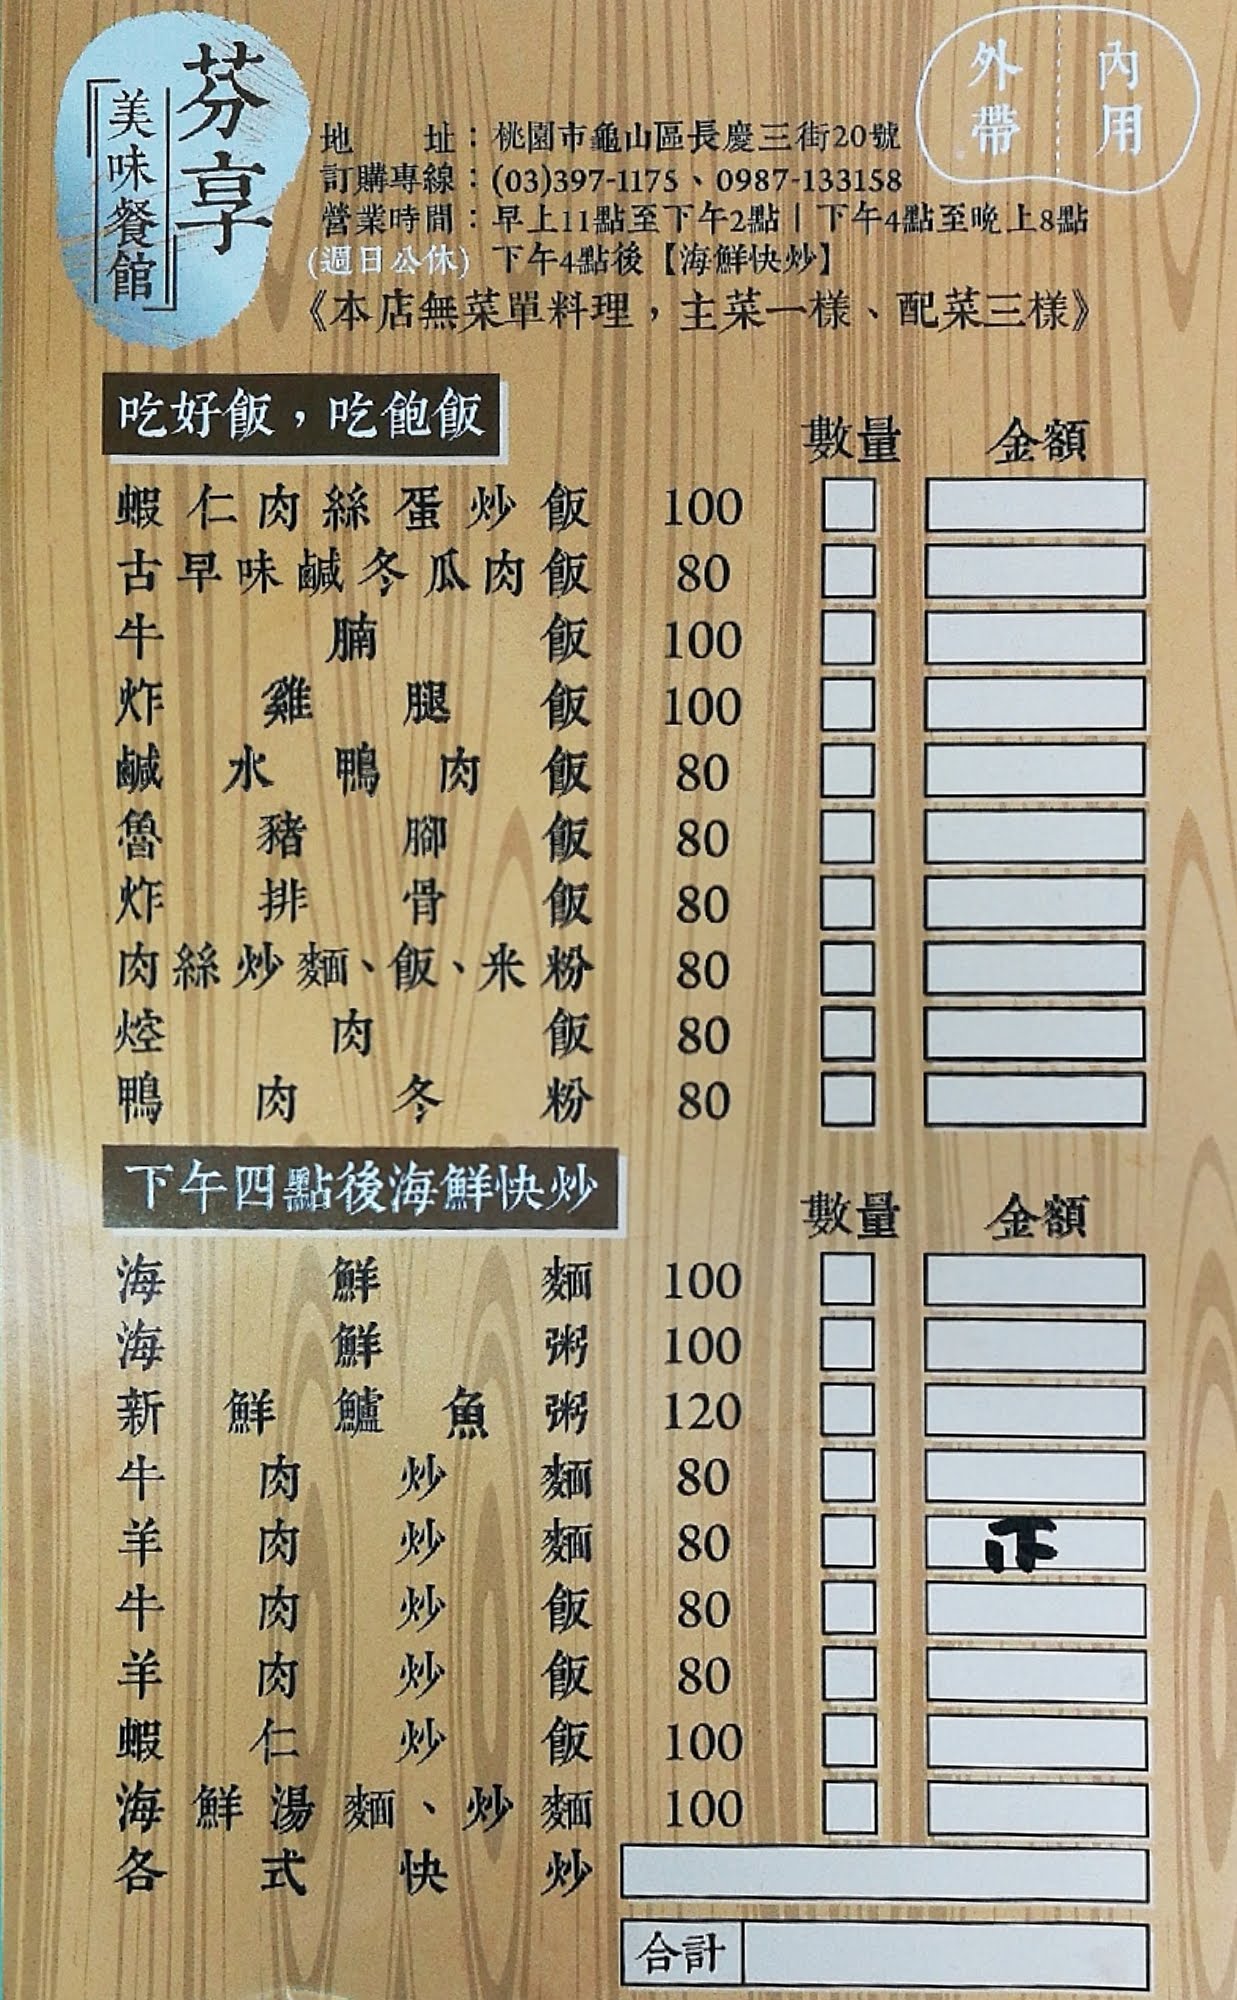 芬享
『美味餐館』
外帶 內用
地址：桃園市龜山區長慶三街20號
訂購專線：(03)397-1175、0987-133158
營業時間：早上11點至下午2點｜下午4點至晚上8點
(週日公休) 下午4點後【海鮮快炒】
《本店無菜單料理，主菜一樣、配菜三樣》
吃好飯，吃飽飯
數量 金額
蝦仁肉絲蛋炒飯 100
古早味鹹冬瓜肉飯 80
牛腩飯 100
炸雞腿飯 100
鹹水鴨肉飯 80
魯豬腳飯 80
炸排骨飯 80
肉絲炒麵、飯、米粉 80
焢肉飯 80
鴨肉冬粉 80
下午四點後海鮮快炒
數量 金額
海鮮麵 100
海鮮粥 100
新鮮鱸魚粥 120
牛肉炒麵 80
羊肉炒麵 80
牛肉炒飯 80
羊肉炒飯 80
蝦仁炒飯 100
海鮮湯麵、炒麵 100
各式快炒
合計